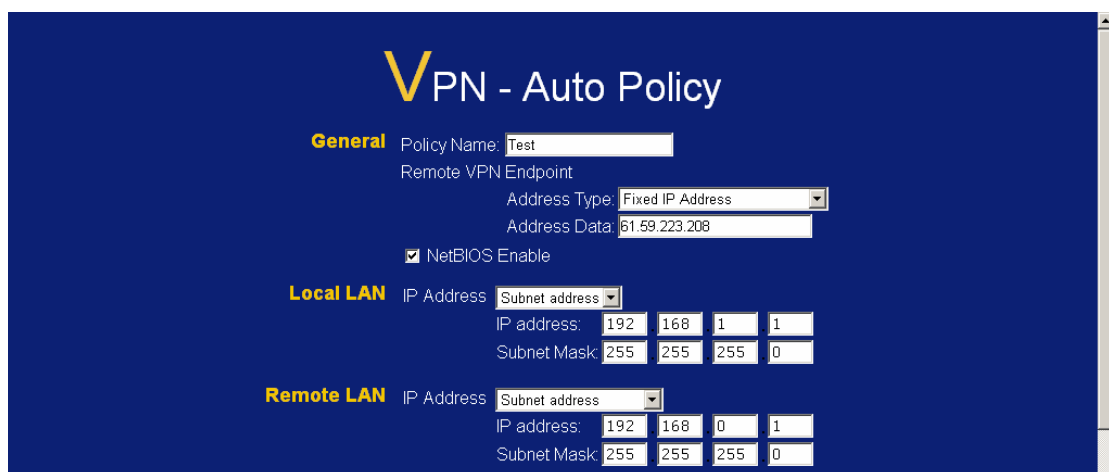 VPN - Auto Policy
General Policy Name: Test
Remote VPN Endpoint
Address Type: Fixed IP Address
Address Data: 61.59.223.208
NetBIOS Enable
Local LAN IP Address Subnet address
IP address: 192 . 168 . 1 . 1
Subnet Mask: 255 . 255 . 255 . 0
Remote LAN IP Address Subnet address
IP address: 192 . 168 . 0 . 1
Subnet Mask: 255 . 255 . 255 . 0